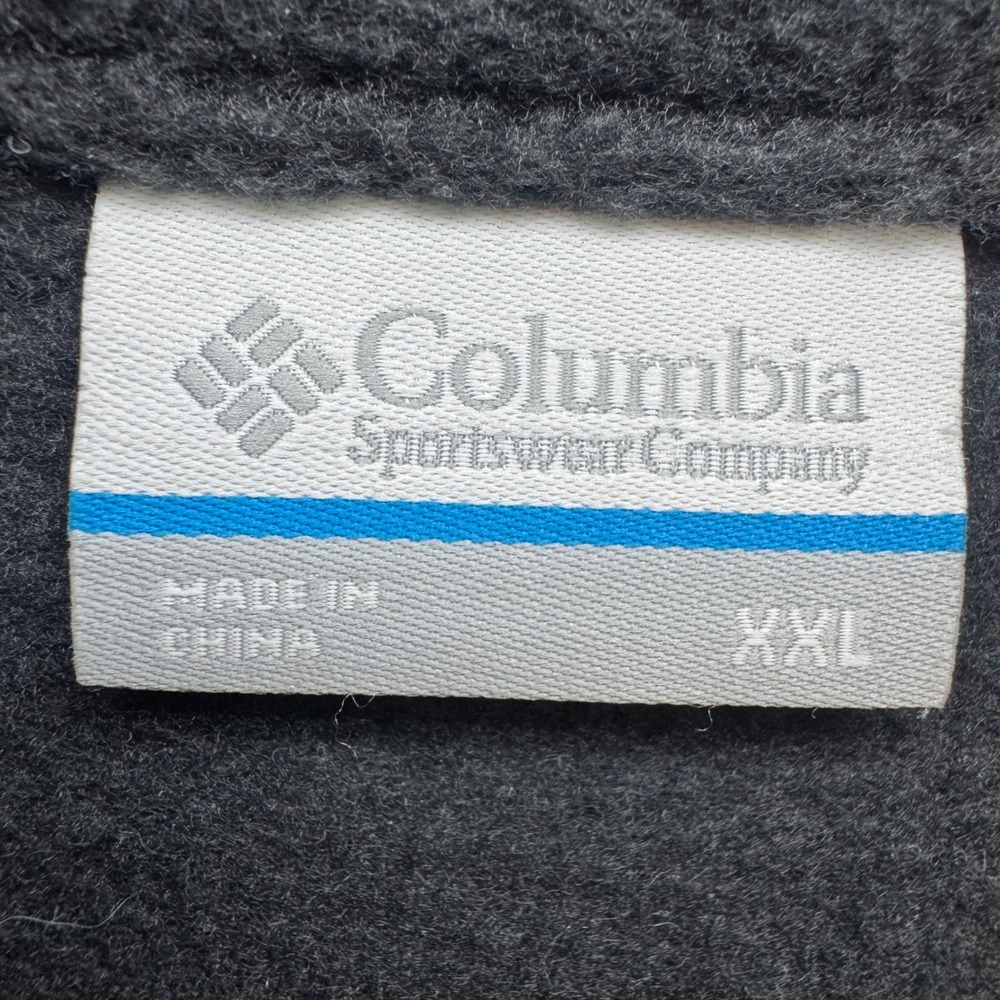 Columbia
Sportswear Company
MADE IN
CHINA
XXL